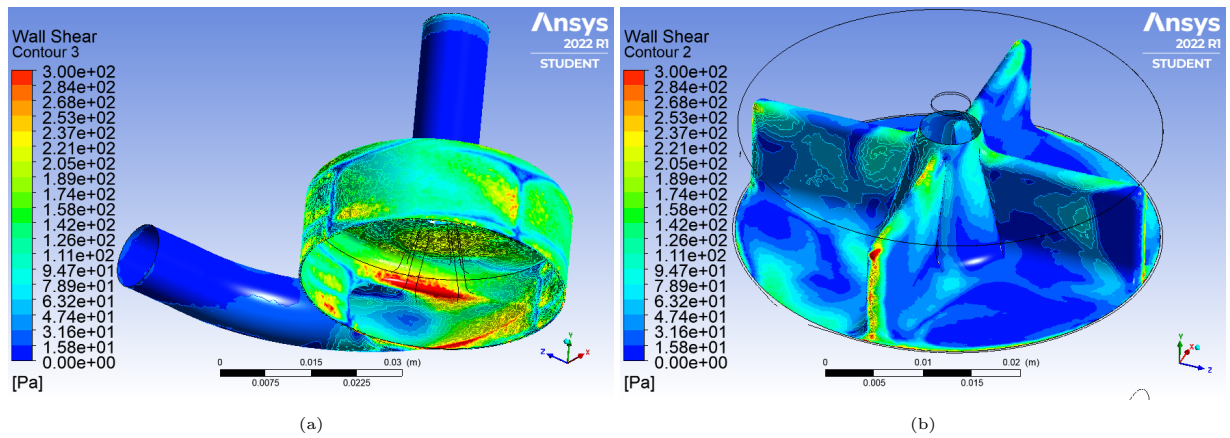 Wall Shear
Contour 3
3.00e+02
2.84e+02
2.68e+02
2.53e+02
2.37e+02
2.21e+02
2.05e+02
1.89e+02
1.74e+02
1.58e+02
1.42e+02
1.26e+02
1.11e+02
9.47e+01
7.89e+01
6.32e+01
4.74e+01
3.16e+01
1.58e+01
0.00e+00
[Pa]
Ansys
2022 R1
STUDENT
0 0.015 0.03 (m)
0.0075 0.0225
Y
Z X
(a)
Wall Shear
Contour 2
3.00e+02
2.84e+02
2.68e+02
2.53e+02
2.37e+02
2.21e+02
2.05e+02
1.89e+02
1.74e+02
1.58e+02
1.42e+02
1.26e+02
1.11e+02
9.47e+01
7.89e+01
6.32e+01
4.74e+01
3.16e+01
1.58e+01
0.00e+00
[Pa]
Ansys
2022 R1
STUDENT
0 0.01 0.02 (m)
0.005 0.015
Y
X
Z
(b)